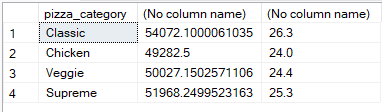 pizza_category (No column name) (No column name)
1 Classic 54072.1000061035 26.3
2 Chicken 49282.5 24.0
3 Veggie 50027.1502571106 24.4
4 Supreme 51968.2499523163 25.3